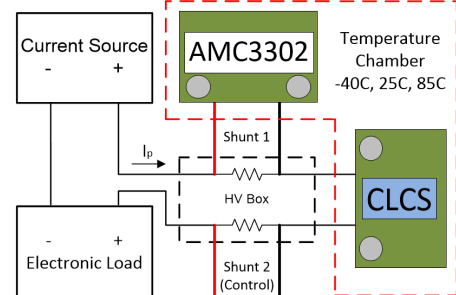 Current Source
- +
AMC3302
Temperature
Chamber
-40C, 25C, 85C
Shunt 1
Ip
HV Box
CLCS
- +
Electronic Load
Shunt 2
(Control)